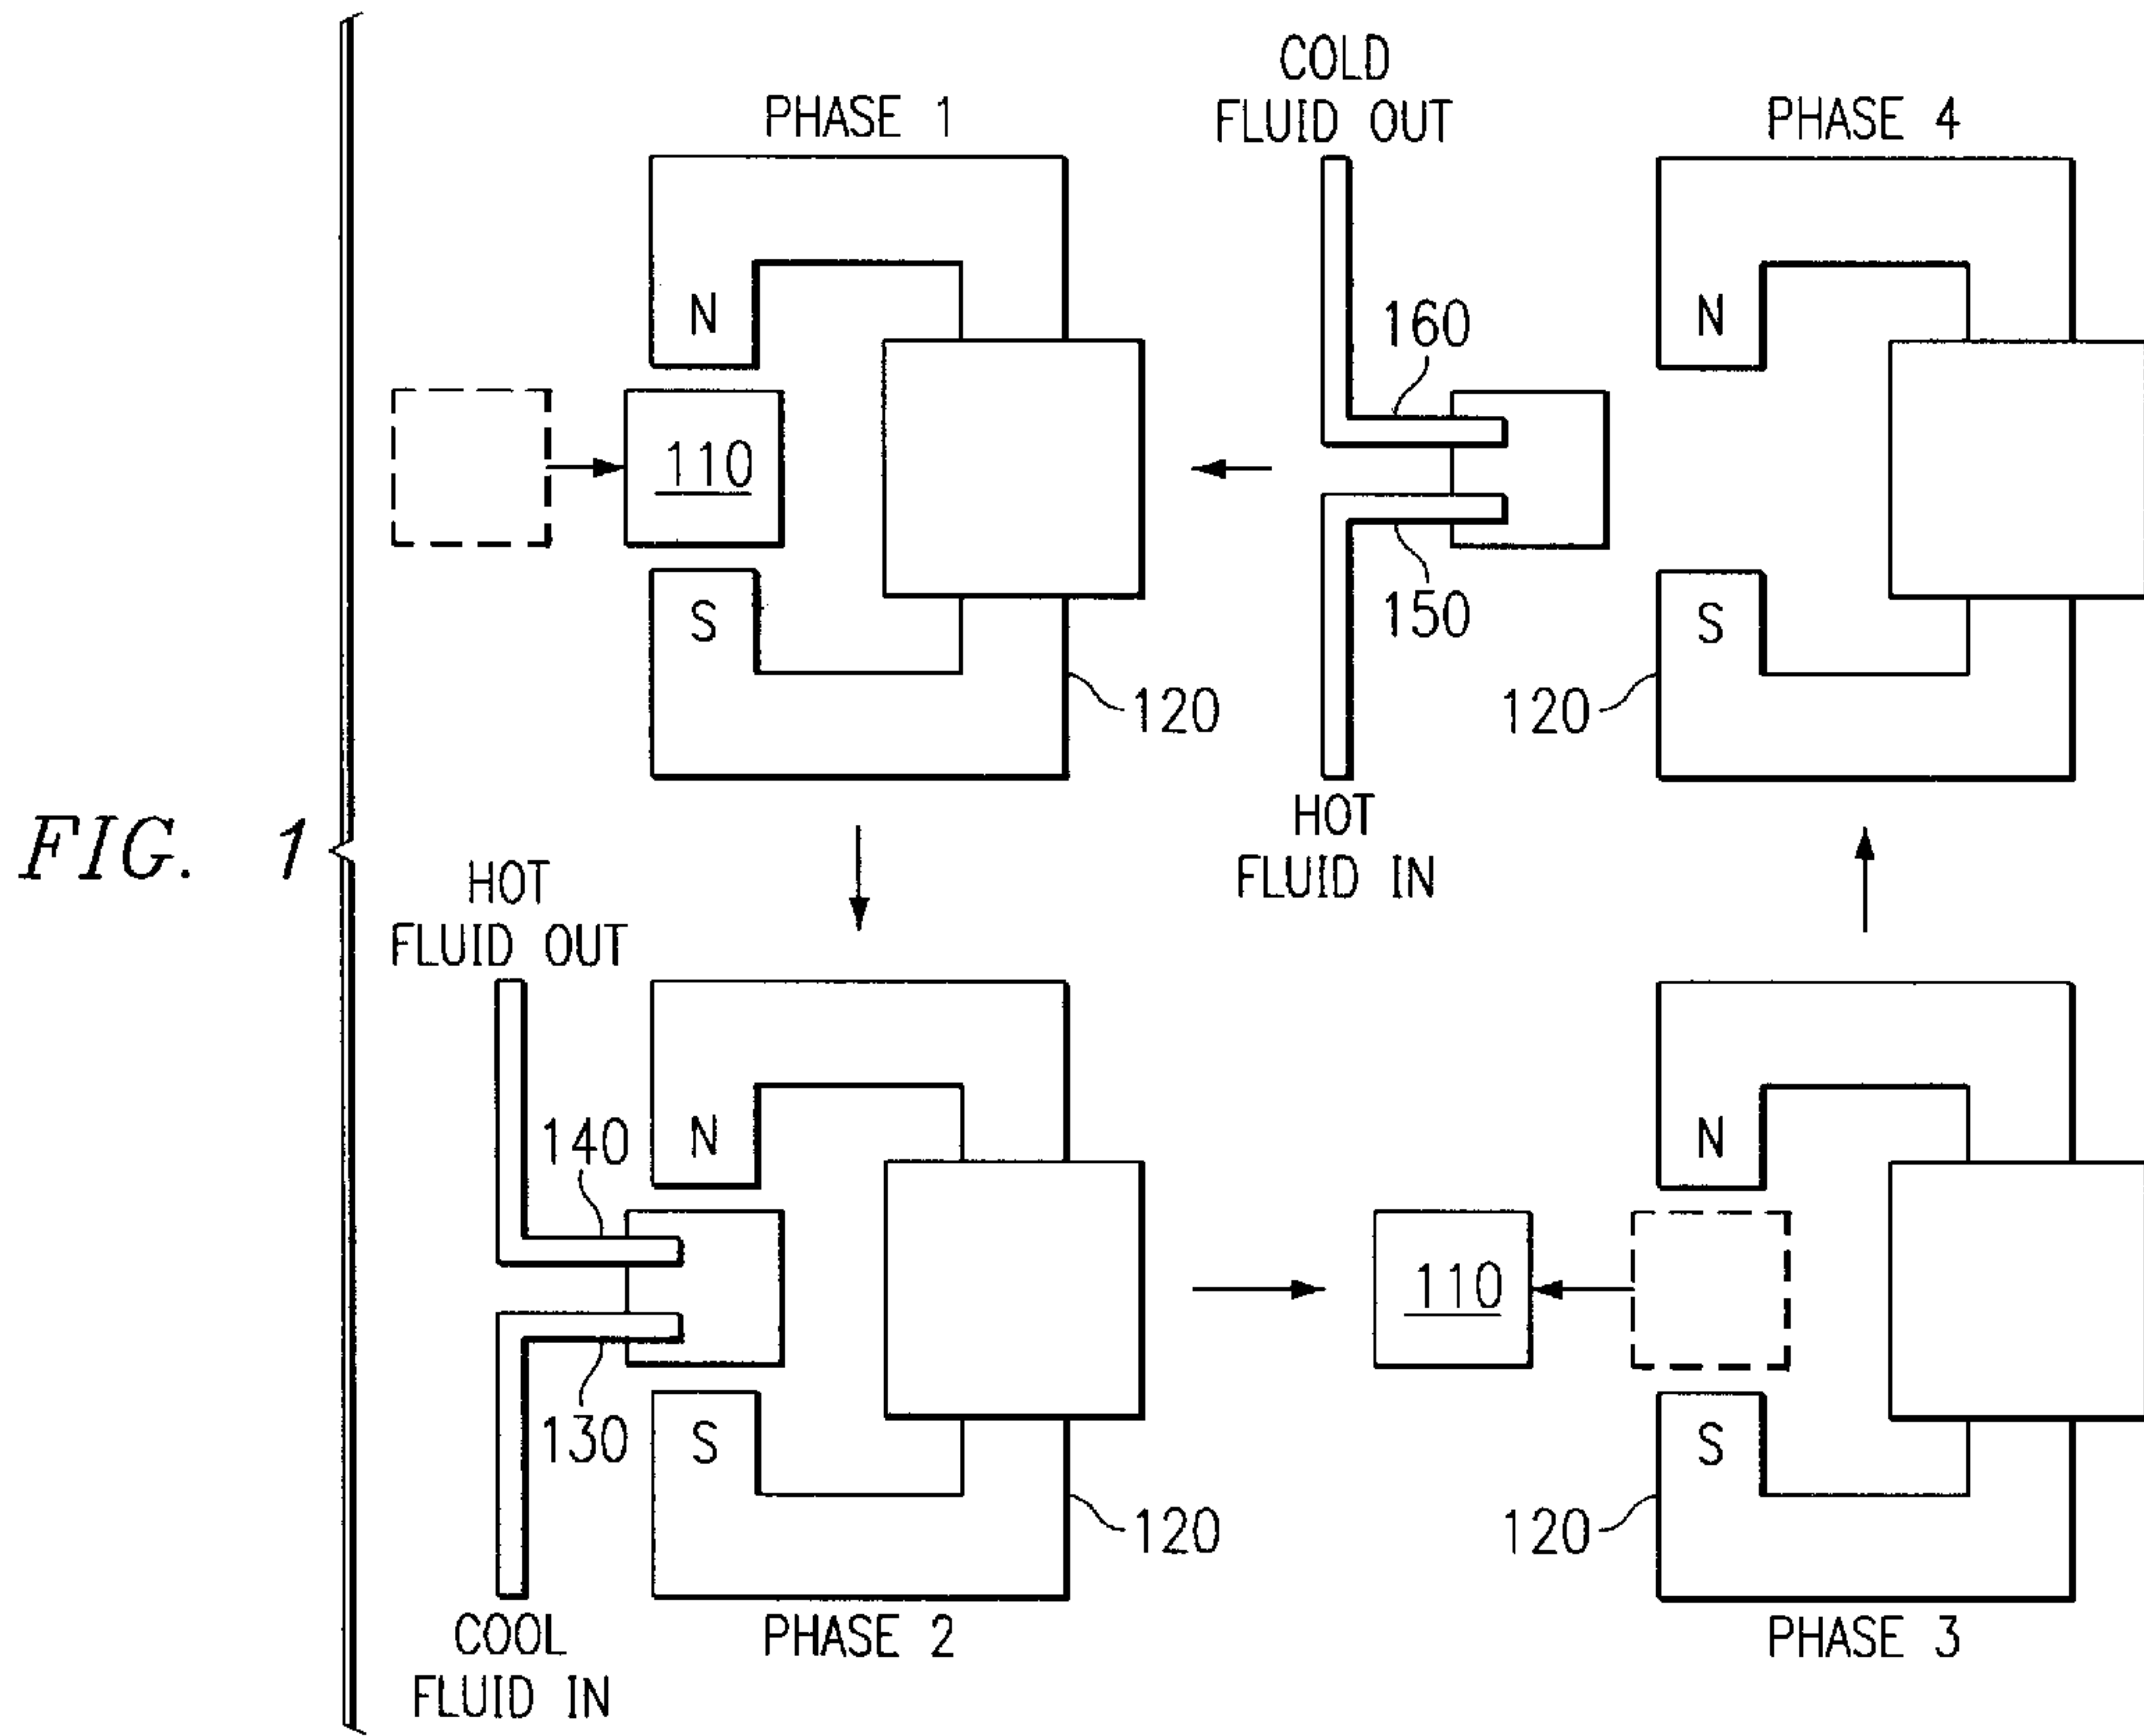 FIG. 1
PHASE 1
N
110
S
120
COLD
FLUID OUT
160
150
HOT
FLUID IN
PHASE 4
N
S
120
HOT
FLUID OUT
140
N
130
S
120
COOL
FLUID IN
PHASE 2
110
N
S
120
PHASE 3